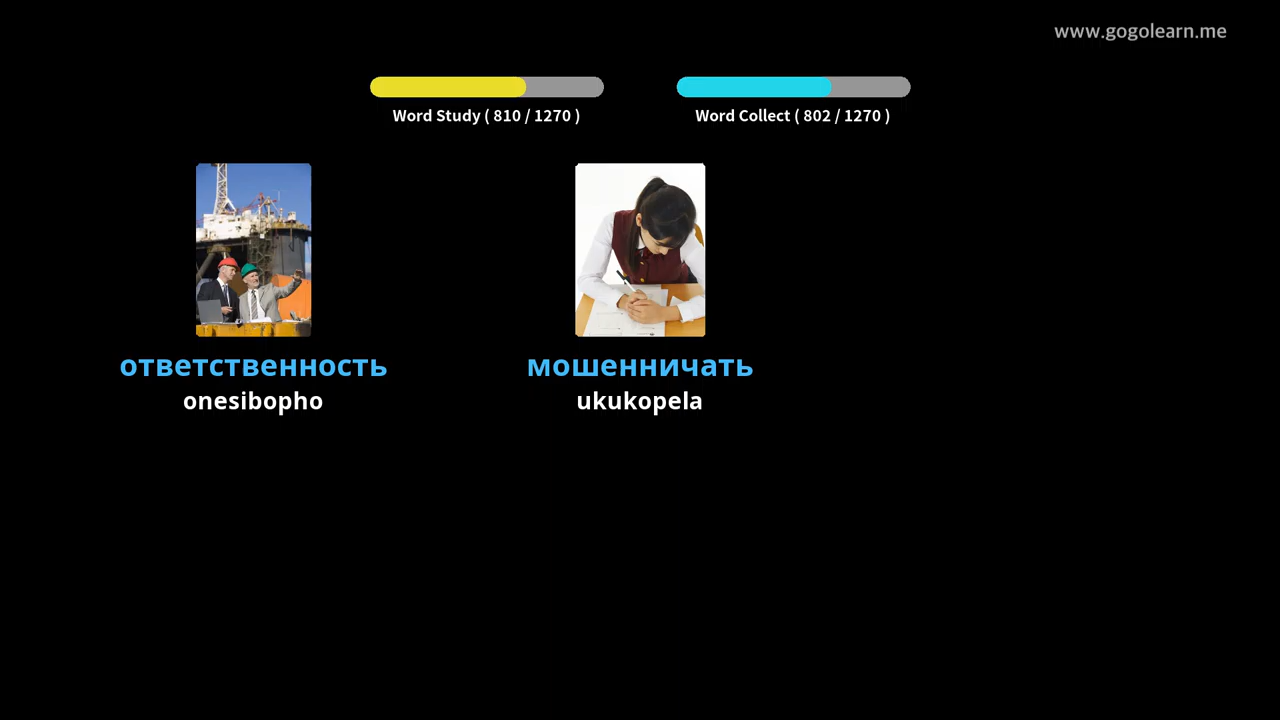 www.gogolearn.me
Word Study ( 810 / 1270 )
Word Collect ( 802 / 1270 )
ответственность
onesibopho
мошенничать
ukukopela